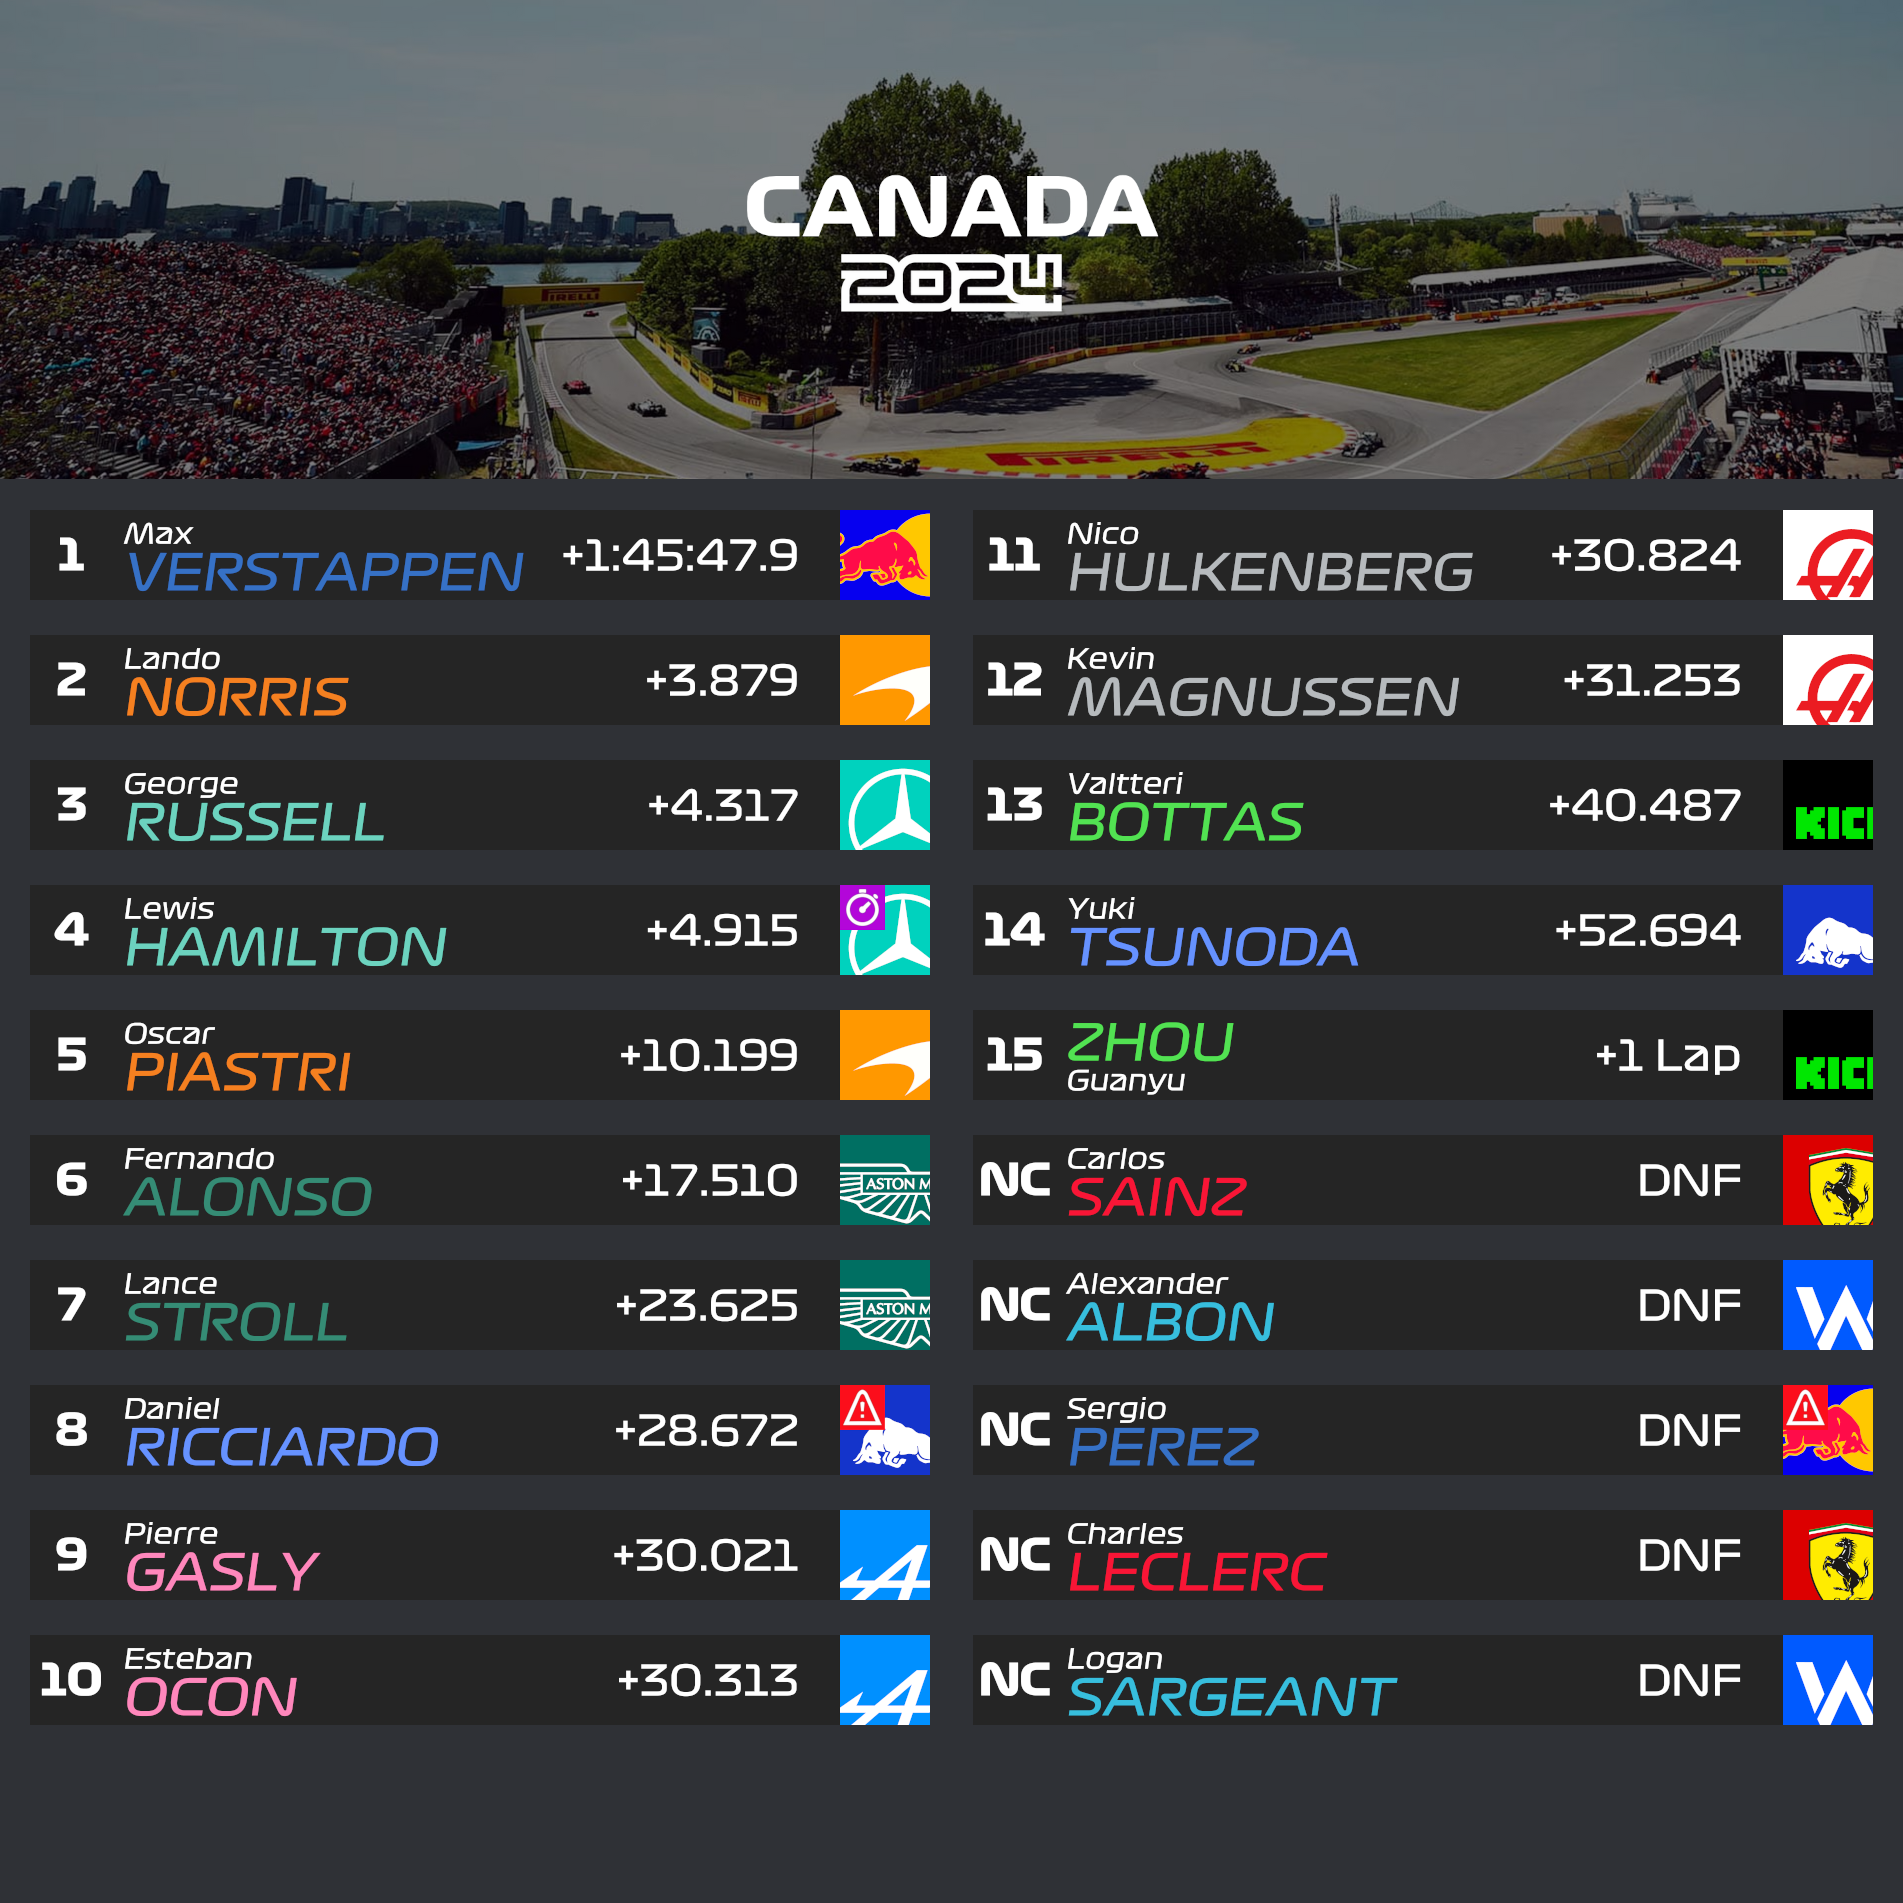 CANADA
2024
PIRELLI
PIRELLI
1 Max VERSTAPPEN +1:45:47.9
2 Lando NORRIS +3.879
3 George RUSSELL +4.317
4 Lewis HAMILTON +4.915
5 Oscar PIASTRI +10.199
6 Fernando ALONSO +17.510 ASTON M
7 Lance STROLL +23.625 ASTON M
8 Daniel RICCIARDO +28.672
9 Pierre GASLY +30.021
10 Esteban OCON +30.313
11 Nico HULKENBERG +30.824
12 Kevin MAGNUSSEN +31.253
13 Valtteri BOTTAS +40.487 KICK
14 Yuki TSUNODA +52.694
15 ZHOU Guanyu +1 Lap KICK
NC Carlos SAINZ DNF
NC Alexander ALBON DNF
NC Sergio PEREZ DNF
NC Charles LECLERC DNF
NC Logan SARGEANT DNF